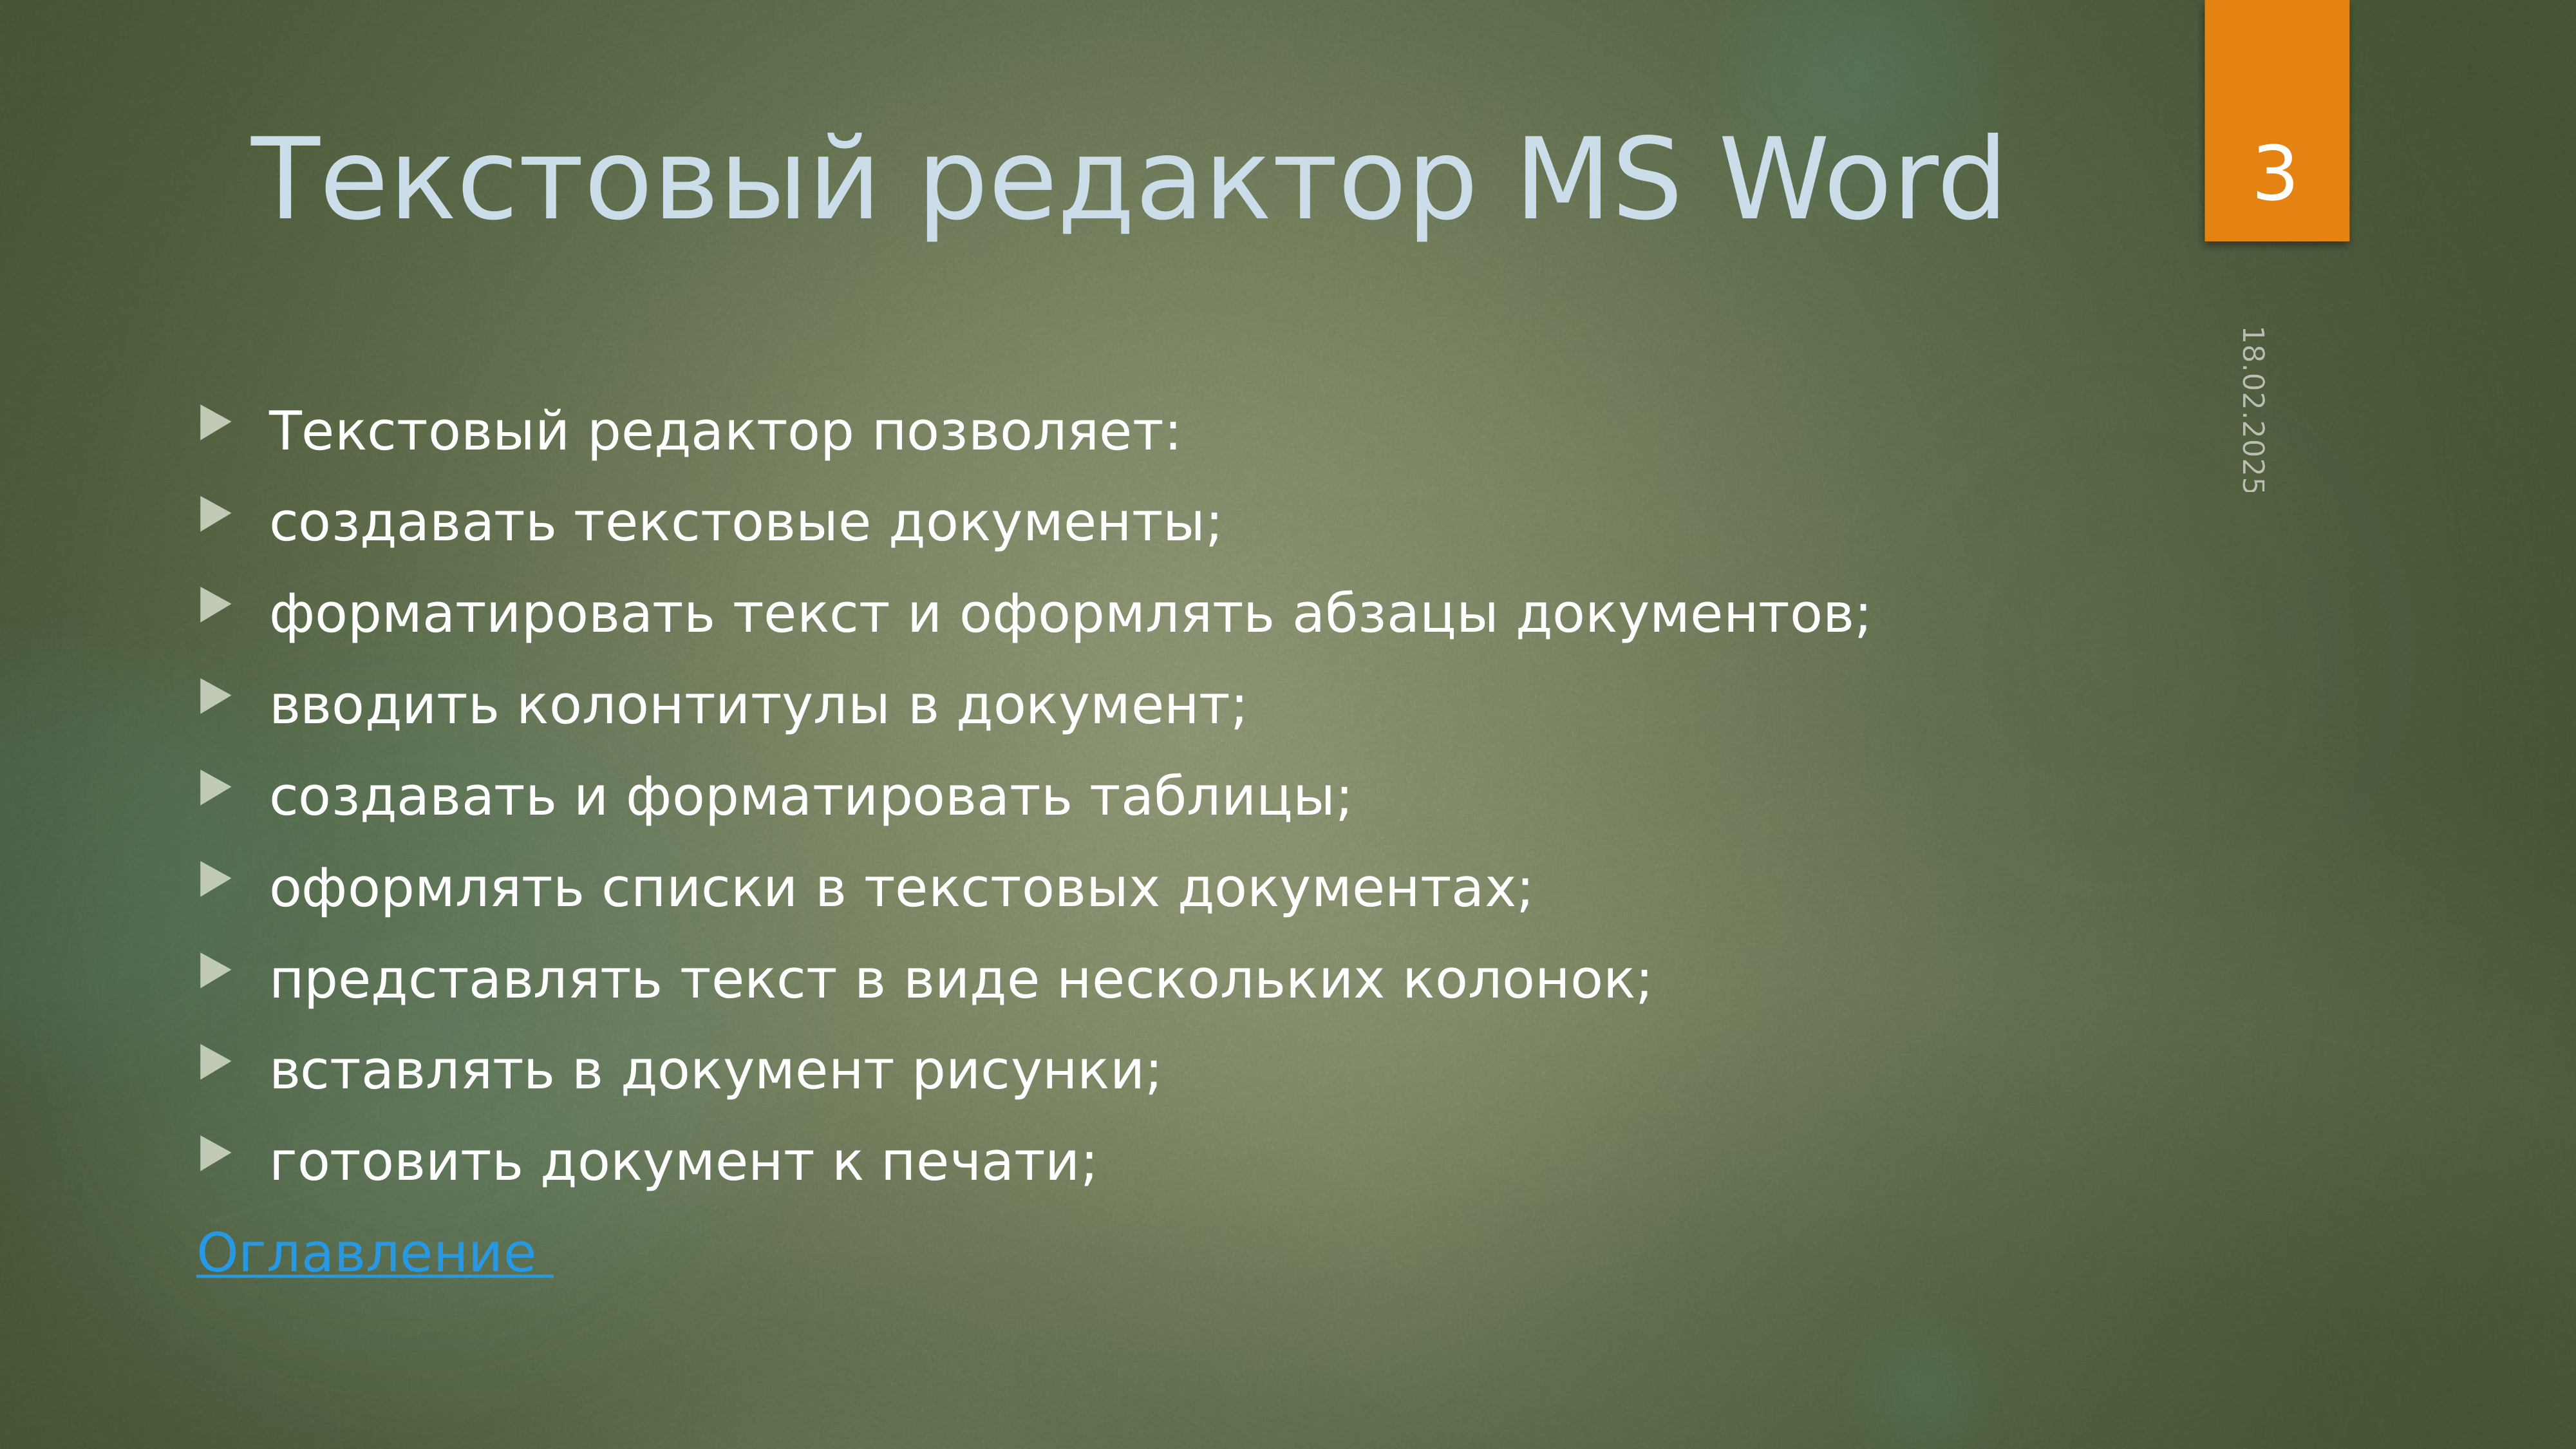 Текстовый редактор MS Word
3
18.02.2025
Текстовый редактор позволяет:
создавать текстовые документы;
форматировать текст и оформлять абзацы документов;
вводить колонтитулы в документ;
создавать и форматировать таблицы;
оформлять списки в текстовых документах;
представлять текст в виде нескольких колонок;
вставлять в документ рисунки;
готовить документ к печати;
Оглавление